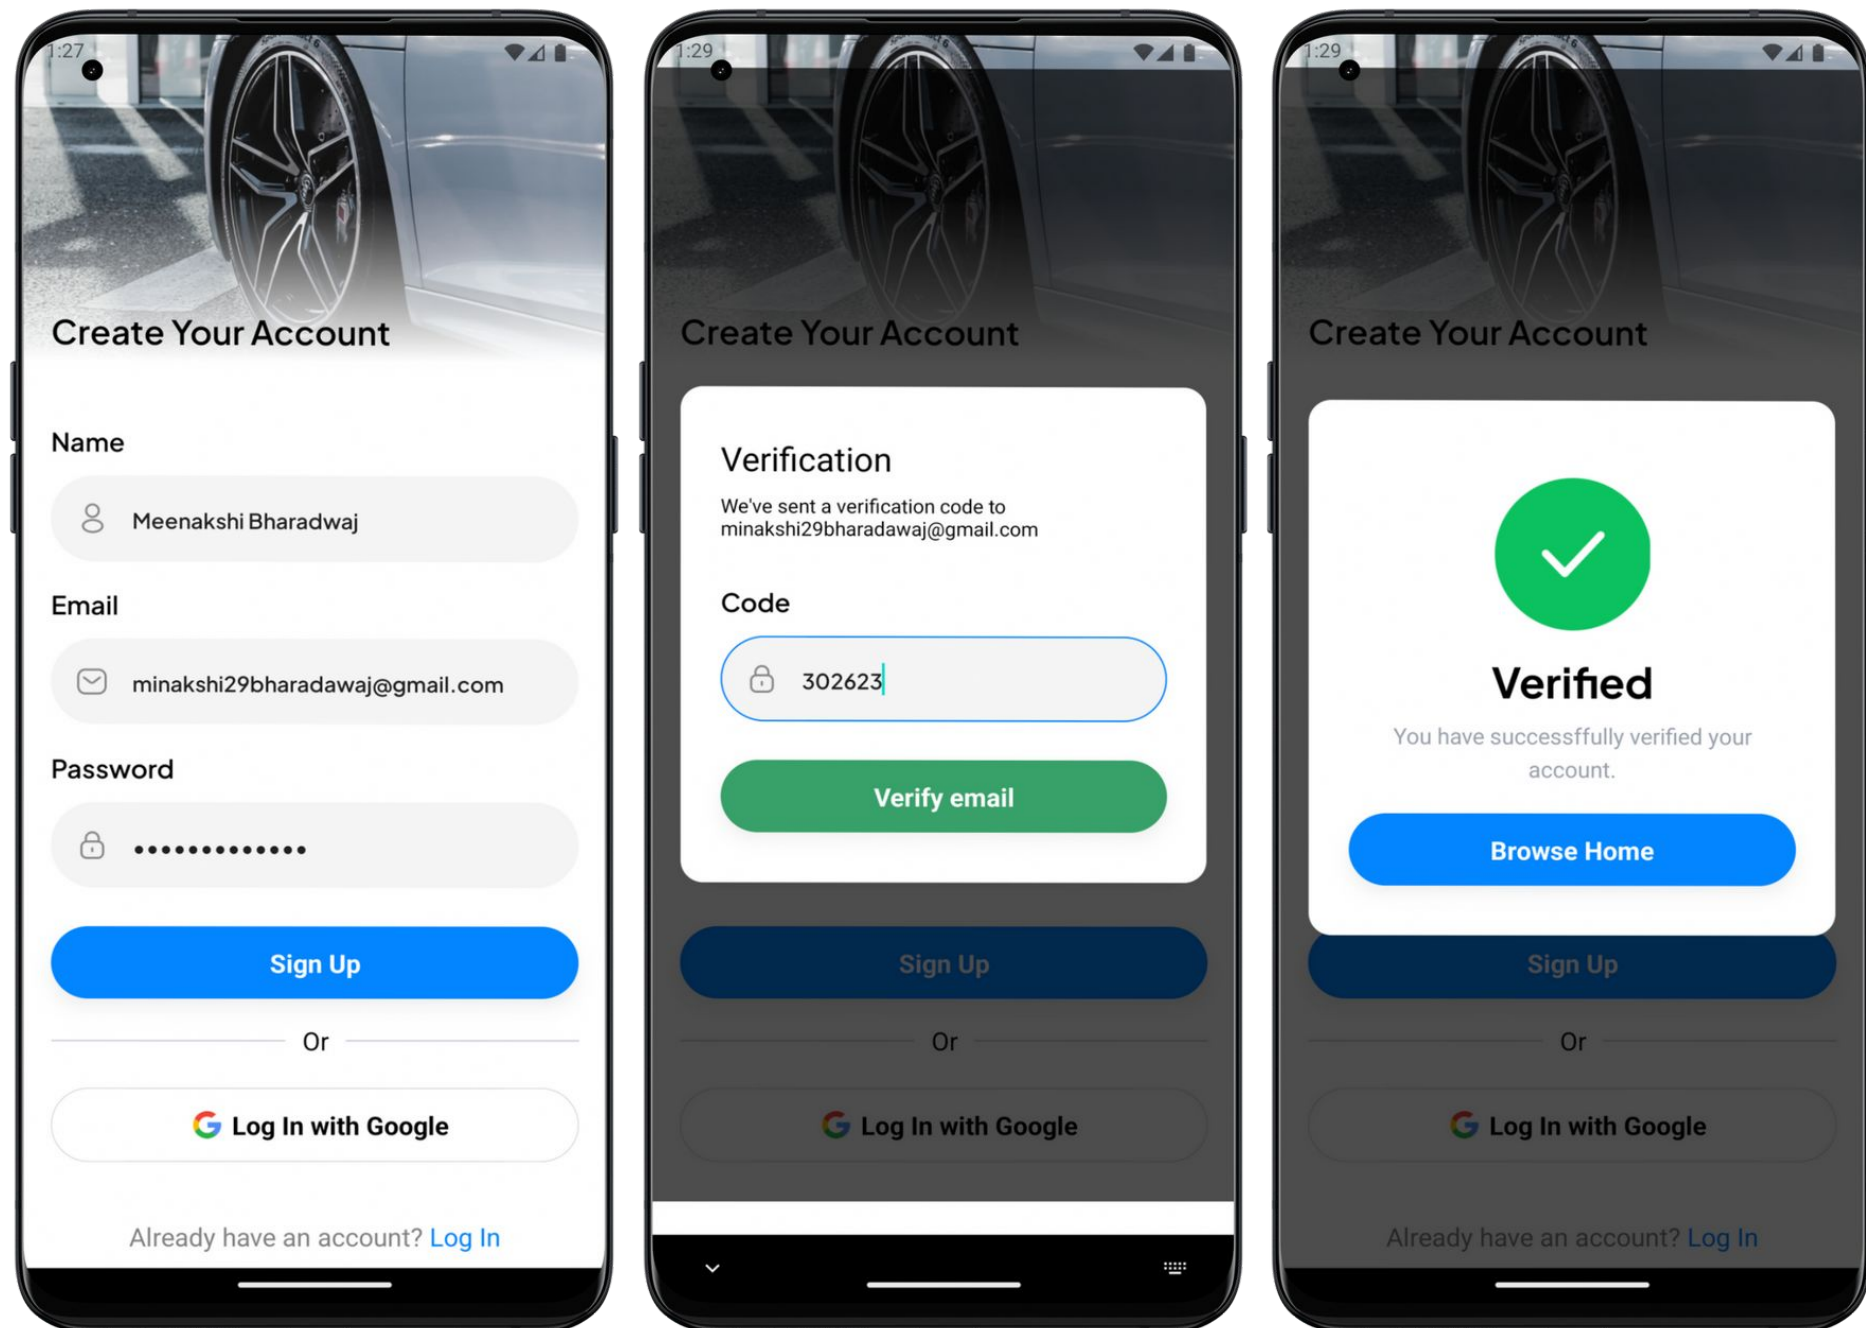 1:27
Create Your Account
Name
Meenakshi Bharadwaj
Email
minakshi29bharadawaj@gmail.com
Password
•••••••••••••
Sign Up
Or
Log In with Google
Already have an account? Log In
1:29
Create Your Account
Verification
We've sent a verification code to
minakshi29bharadawaj@gmail.com
Code
302623
Verify email
Sign Up
Or
Log In with Google
1:29
Create Your Account
Verified
You have successffully verified your
account.
Browse Home
Sign Up
Or
Log In with Google
Already have an account? Log In